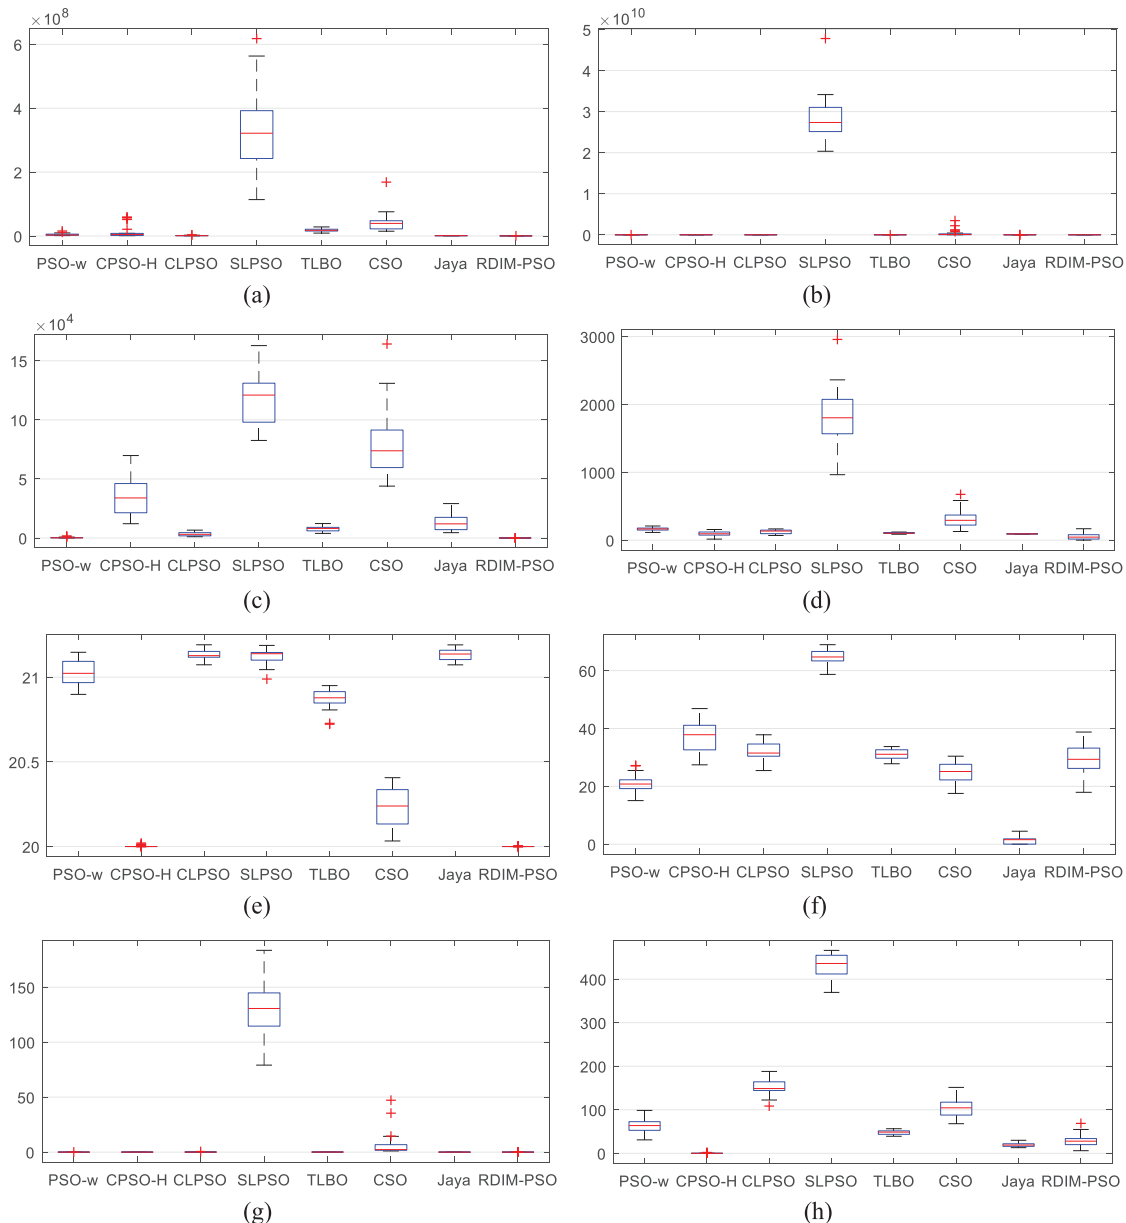 ×10^8
6
4
2
0
PSO-w CPSO-H CLPSO SLPSO TLBO CSO Jaya RDIM-PSO
(a)
×10^10
5
4
3
2
1
0
PSO-w CPSO-H CLPSO SLPSO TLBO CSO Jaya RDIM-PSO
(b)
×10^4
15
10
5
0
PSO-w CPSO-H CLPSO SLPSO TLBO CSO Jaya RDIM-PSO
(c)
3000
2000
1000
0
PSO-w CPSO-H CLPSO SLPSO TLBO CSO Jaya RDIM-PSO
(d)
21
20.5
20
PSO-w CPSO-H CLPSO SLPSO TLBO CSO Jaya RDIM-PSO
(e)
60
40
20
0
PSO-w CPSO-H CLPSO SLPSO TLBO CSO Jaya RDIM-PSO
(f)
150
100
50
0
PSO-w CPSO-H CLPSO SLPSO TLBO CSO Jaya RDIM-PSO
(g)
400
300
200
100
0
PSO-w CPSO-H CLPSO SLPSO TLBO CSO Jaya RDIM-PSO
(h)